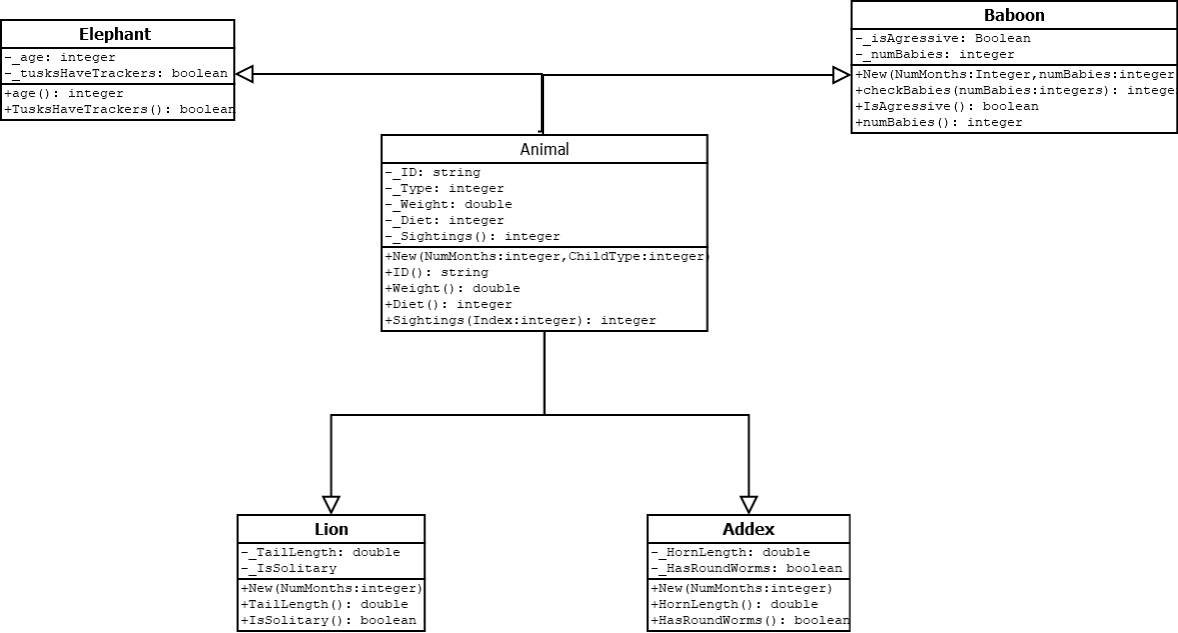 Elephant
-_age: integer
-_tusksHaveTrackers: boolean
+age(): integer
+TusksHaveTrackers(): boolean
Baboon
-_isAgressive: Boolean
-_numBabies: integer
+New(NumMonths:Integer,numBabies:integer
+checkBabies(numBabies:integers): intege
+IsAgressive(): boolean
+numBabies(): integer
Animal
-_ID: string
-_Type: integer
-_Weight: double
-_Diet: integer
-_Sightings(): integer
+New(NumMonths:integer,ChildType:integer)
+ID(): string
+Weight(): double
+Diet(): integer
+Sightings(Index:integer): integer
Lion
-_TailLength: double
-_IsSolitary
+New(NumMonths:integer)
+TailLength(): double
+IsSolitary(): boolean
Addex
-_HornLength: double
-_HasRoundWorms: boolean
+New(NumMonths:integer)
+HornLength(): double
+HasRoundWorms(): boolean